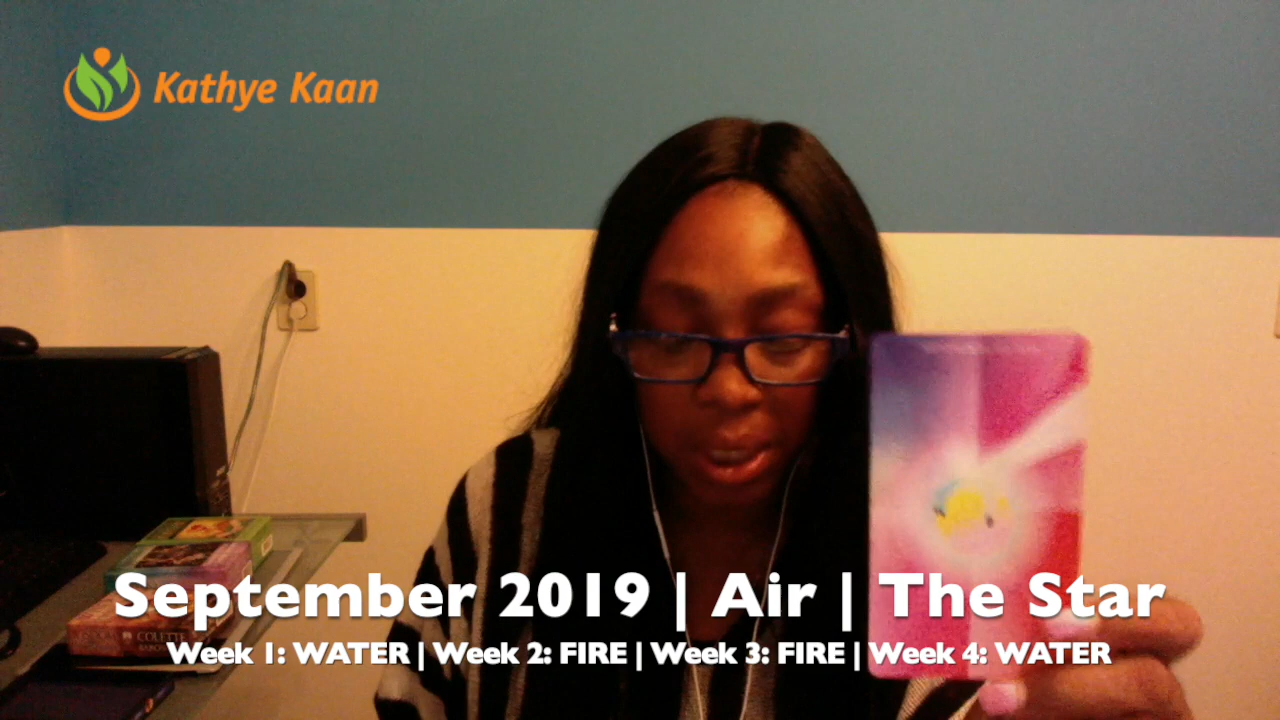 Kathye Kaan
COLETTE
September 2019 | Air | The Star
Week 1: WATER | Week 2: FIRE | Week 3: FIRE | Week 4: WATER